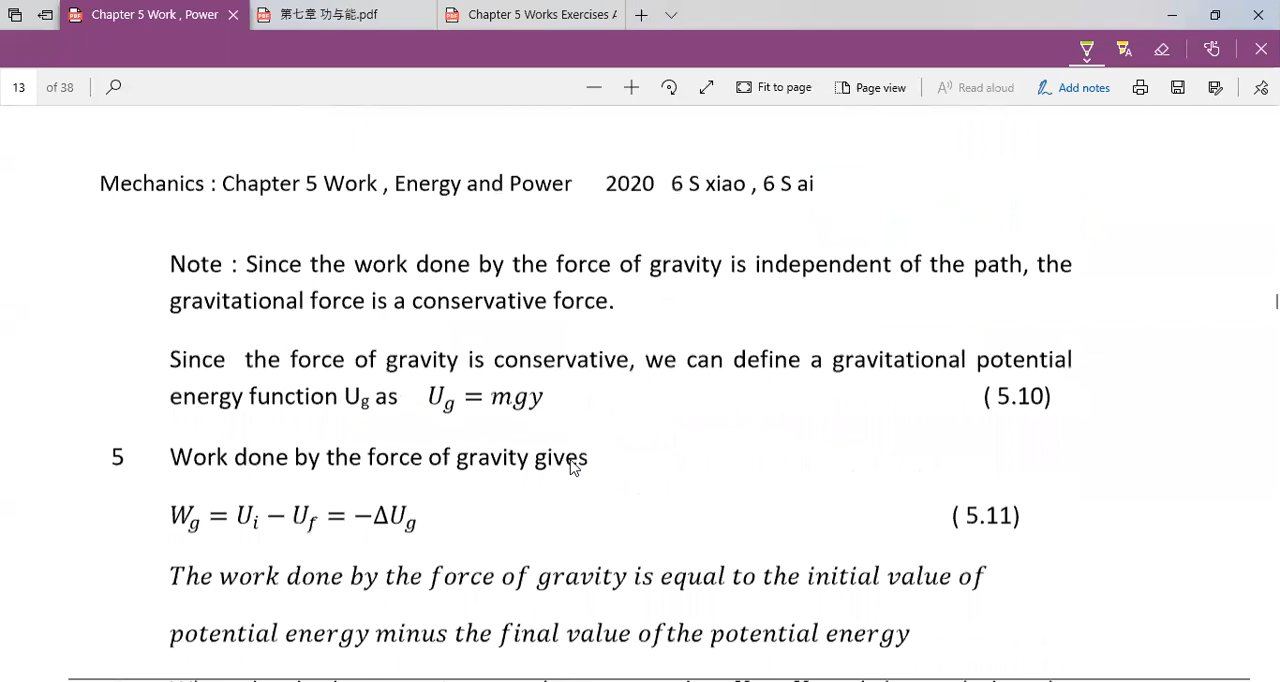 Chapter 5 Work , Power
第七章 功与能.pdf
Chapter 5 Works Exercises
13 of 38
Fit to page
Page view
Read aloud
Add notes
Mechanics : Chapter 5 Work , Energy and Power 2020 6 S xiao , 6 S ai
Note : Since the work done by the force of gravity is independent of the path, the
gravitational force is a conservative force.
Since the force of gravity is conservative, we can define a gravitational potential
energy function Ug as U_g = mgy ( 5.10)
5 Work done by the force of gravity gives
W_g = U_i − U_f = −ΔU_g ( 5.11)
The work done by the force of gravity is equal to the initial value of
potential energy minus the final value ofthe potential energy